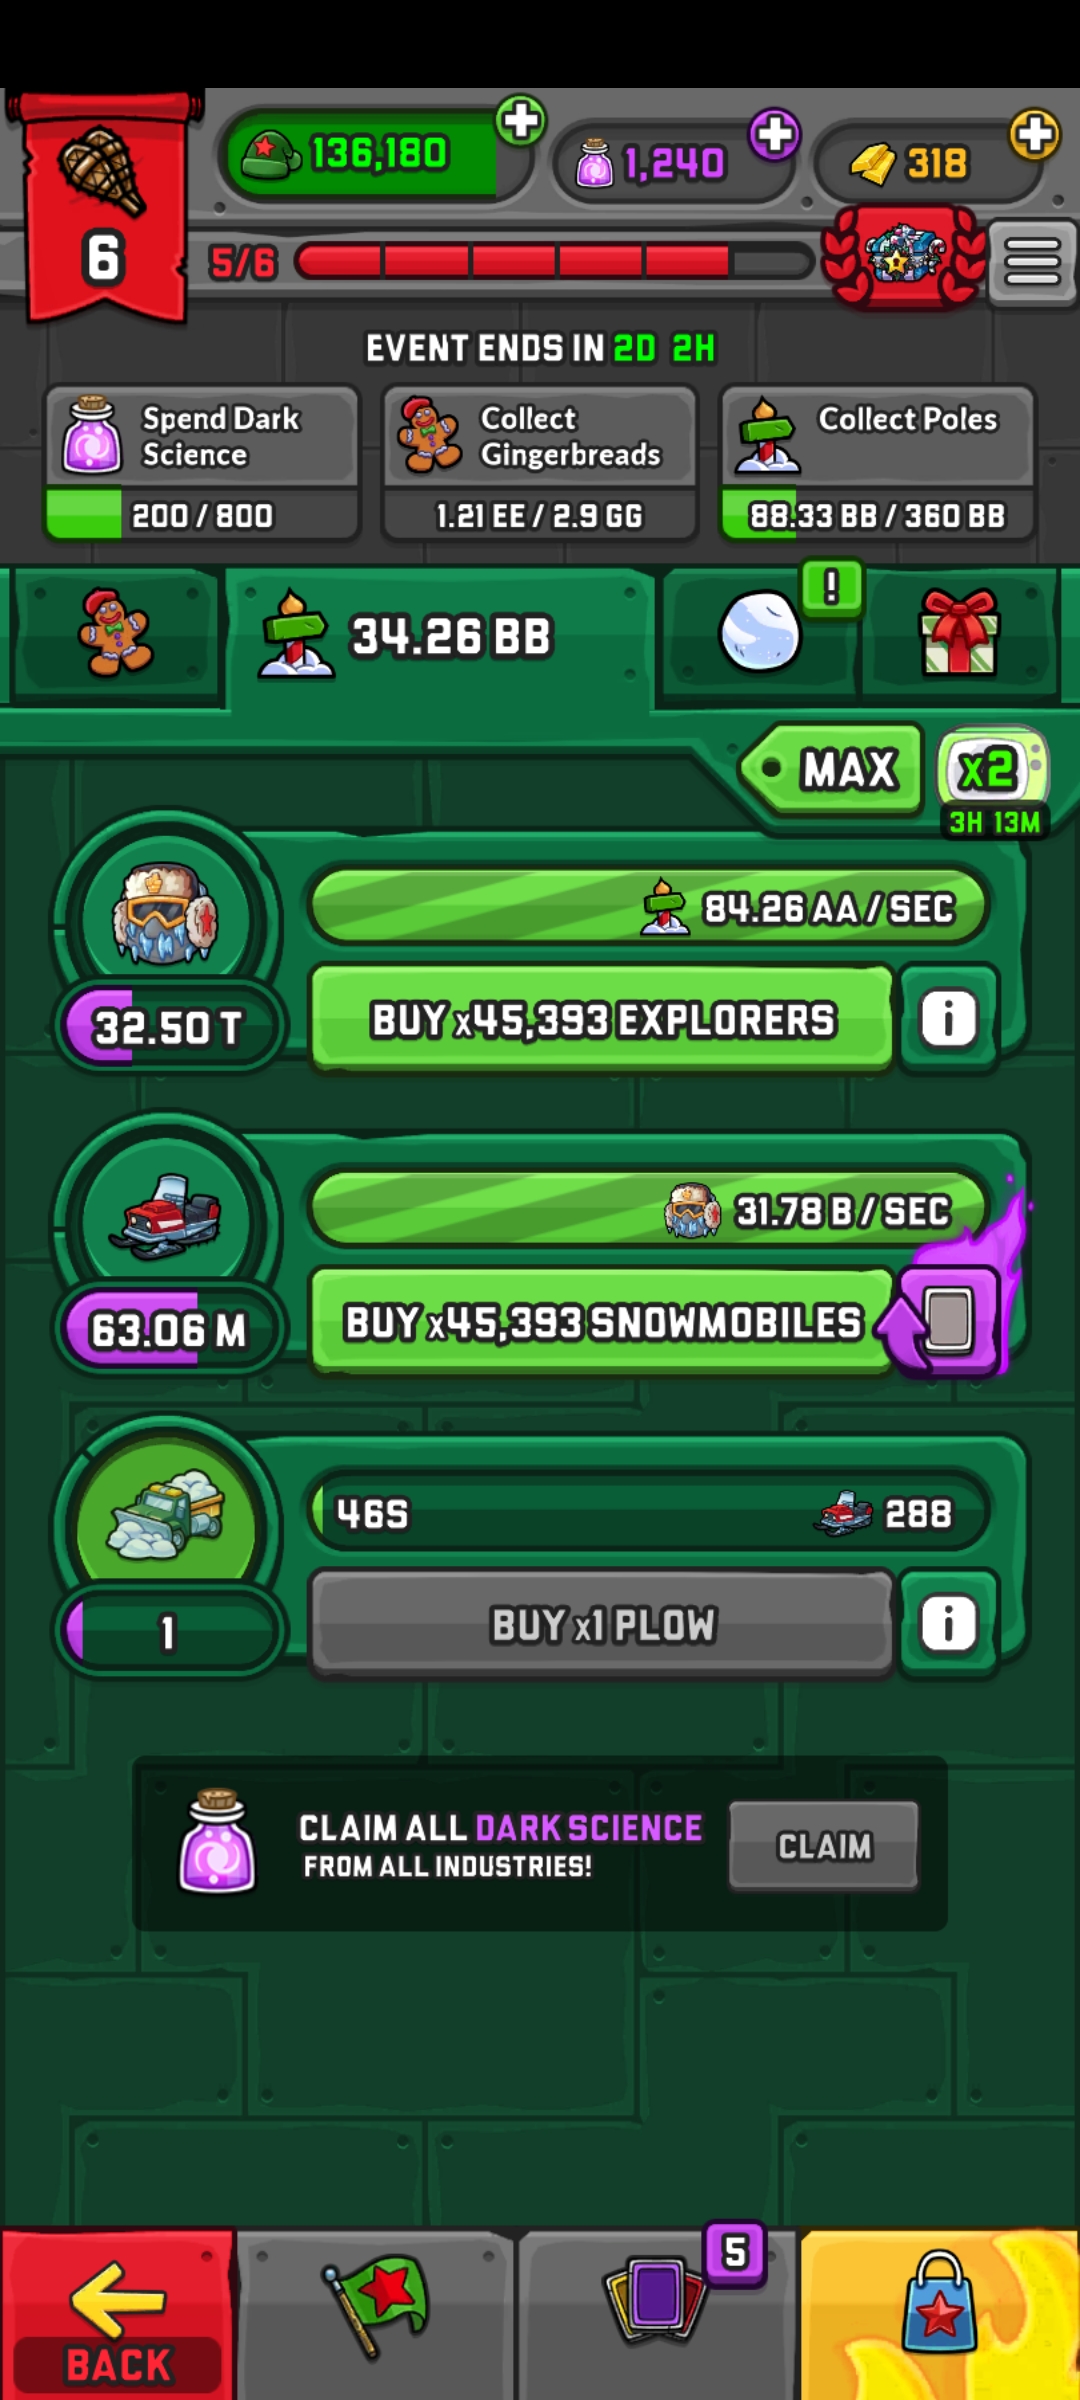 136,180
1,240
318
6
5/6
EVENT ENDS IN 2D 2H
Spend Dark
Science
200 / 800
Collect
Gingerbreads
1.21 EE / 2.9 GG
Collect Poles
88.33 BB / 360 BB
34.26 BB
!
MAX
x2
3H 13M
84.26 AA / SEC
32.50 T
BUY x45,393 EXPLORERS
i
31.78 B / SEC
63.06 M
BUY x45,393 SNOWMOBILES
46S
288
1
BUY x1 PLOW
i
CLAIM ALL DARK SCIENCE
FROM ALL INDUSTRIES!
CLAIM
5
BACK